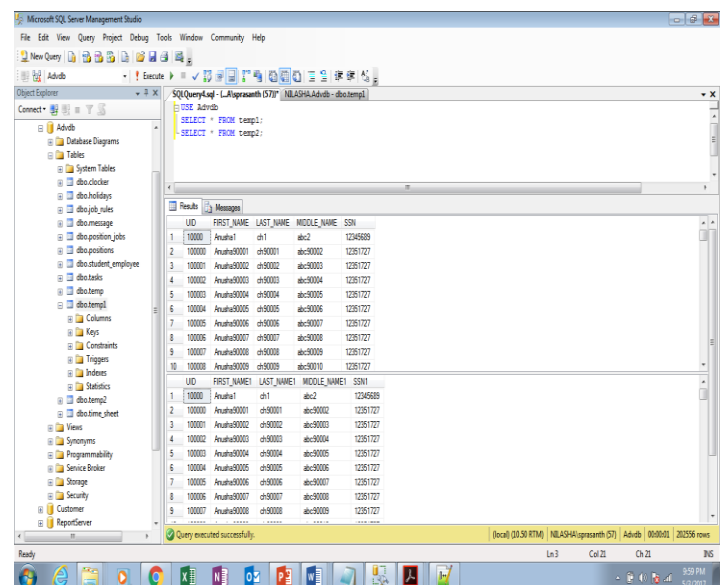 Microsoft SQL Server Management Studio
File Edit View Query Project Debug Tools Window Community Help
New Query
Advdb Execute
Object Explorer
Connect
Advdb
Database Diagrams
Tables
System Tables
dbo.clocker
dbo.holidays
dbo.job_rules
dbo.message
dbo.position_jobs
dbo.positions
dbo.student_employee
dbo.tasks
dbo.temp
dbo.temp1
Columns
Keys
Constraints
Triggers
Indexes
Statistics
dbo.temp2
dbo.time_sheet
Views
Synonyms
Programmability
Service Broker
Storage
Security
Customer
ReportServer
SQLQuery4.sql - (...A\sprasanth (57))* NILASHA.Advdb - dbo.temp1
USE Advdb
SELECT * FROM temp1;
SELECT * FROM temp2;
Results Messages
UID FIRST_NAME LAST_NAME MIDDLE_NAME SSN
1 10000 Anusha1 ch1 abc2 12345689
2 100000 Anusha90001 ch90001 abc90002 12351727
3 100001 Anusha90002 ch90002 abc90003 12351727
4 100002 Anusha90003 ch90003 abc90004 12351727
5 100003 Anusha90004 ch90004 abc90005 12351727
6 100004 Anusha90005 ch90005 abc90006 12351727
7 100005 Anusha90006 ch90006 abc90007 12351727
8 100006 Anusha90007 ch90007 abc90008 12351727
9 100007 Anusha90008 ch90008 abc90009 12351727
10 100008 Anusha90009 ch90009 abc90010 12351727
UID FIRST_NAME1 LAST_NAME1 MIDDLE_NAME1 SSN1
1 10000 Anusha1 ch1 abc2 12345689
2 100000 Anusha90001 ch90001 abc90002 12351727
3 100001 Anusha90002 ch90002 abc90003 12351727
4 100002 Anusha90003 ch90003 abc90004 12351727
5 100003 Anusha90004 ch90004 abc90005 12351727
6 100004 Anusha90005 ch90005 abc90006 12351727
7 100005 Anusha90006 ch90006 abc90007 12351727
8 100006 Anusha90007 ch90007 abc90008 12351727
9 100007 Anusha90008 ch90008 abc90009 12351727
Query executed successfully. (local) (10.50 RTM) NILASHA\sprasanth (57) Advdb 00:00:01 202556 rows
Ready Ln 3 Col 21 Ch 21 INS
9:59 PM